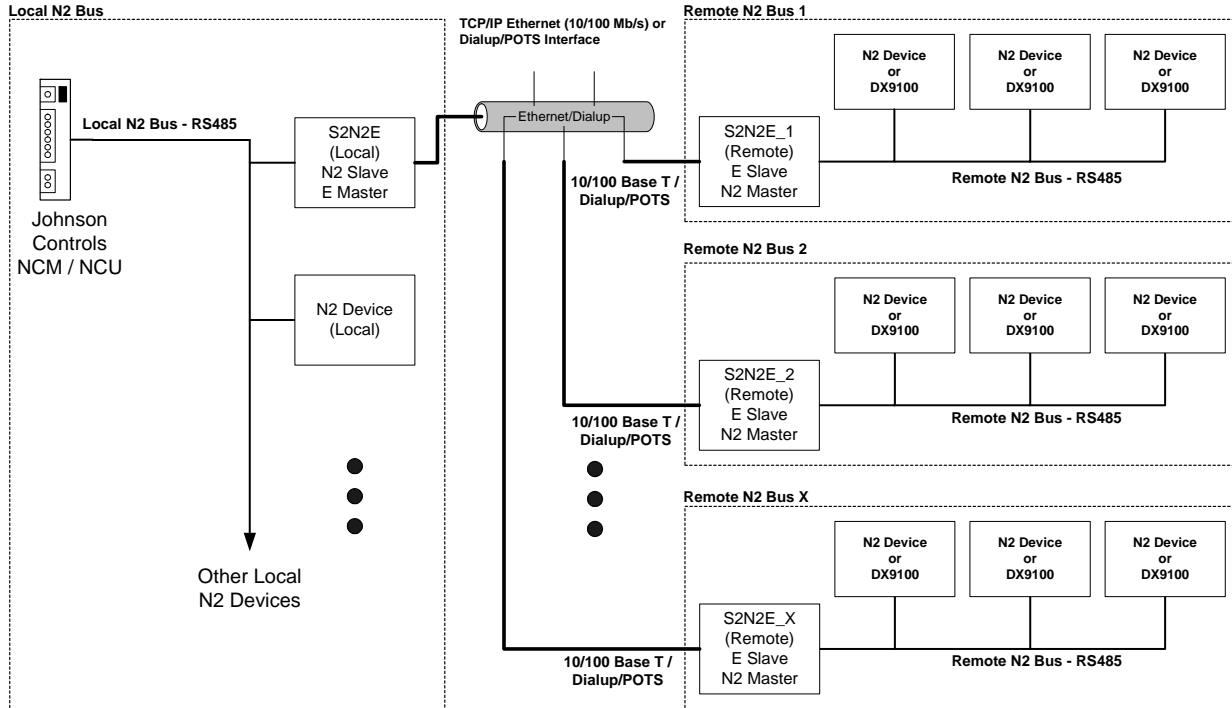 Local N2 Bus
Local N2 Bus - RS485
Johnson
Controls
NCM / NCU
S2N2E
(Local)
N2 Slave
E Master
N2 Device
(Local)
Other Local
N2 Devices
TCP/IP Ethernet (10/100 Mb/s) or
Dialup/POTS Interface
Ethernet/Dialup
10/100 Base T /
Dialup/POTS
10/100 Base T /
Dialup/POTS
10/100 Base T /
Dialup/POTS
Remote N2 Bus 1
N2 Device
or
DX9100
N2 Device
or
DX9100
N2 Device
or
DX9100
S2N2E_1
(Remote)
E Slave
N2 Master
Remote N2 Bus - RS485
Remote N2 Bus 2
N2 Device
or
DX9100
N2 Device
or
DX9100
N2 Device
or
DX9100
S2N2E_2
(Remote)
E Slave
N2 Master
Remote N2 Bus - RS485
Remote N2 Bus X
N2 Device
or
DX9100
N2 Device
or
DX9100
N2 Device
or
DX9100
S2N2E_X
(Remote)
E Slave
N2 Master
Remote N2 Bus - RS485